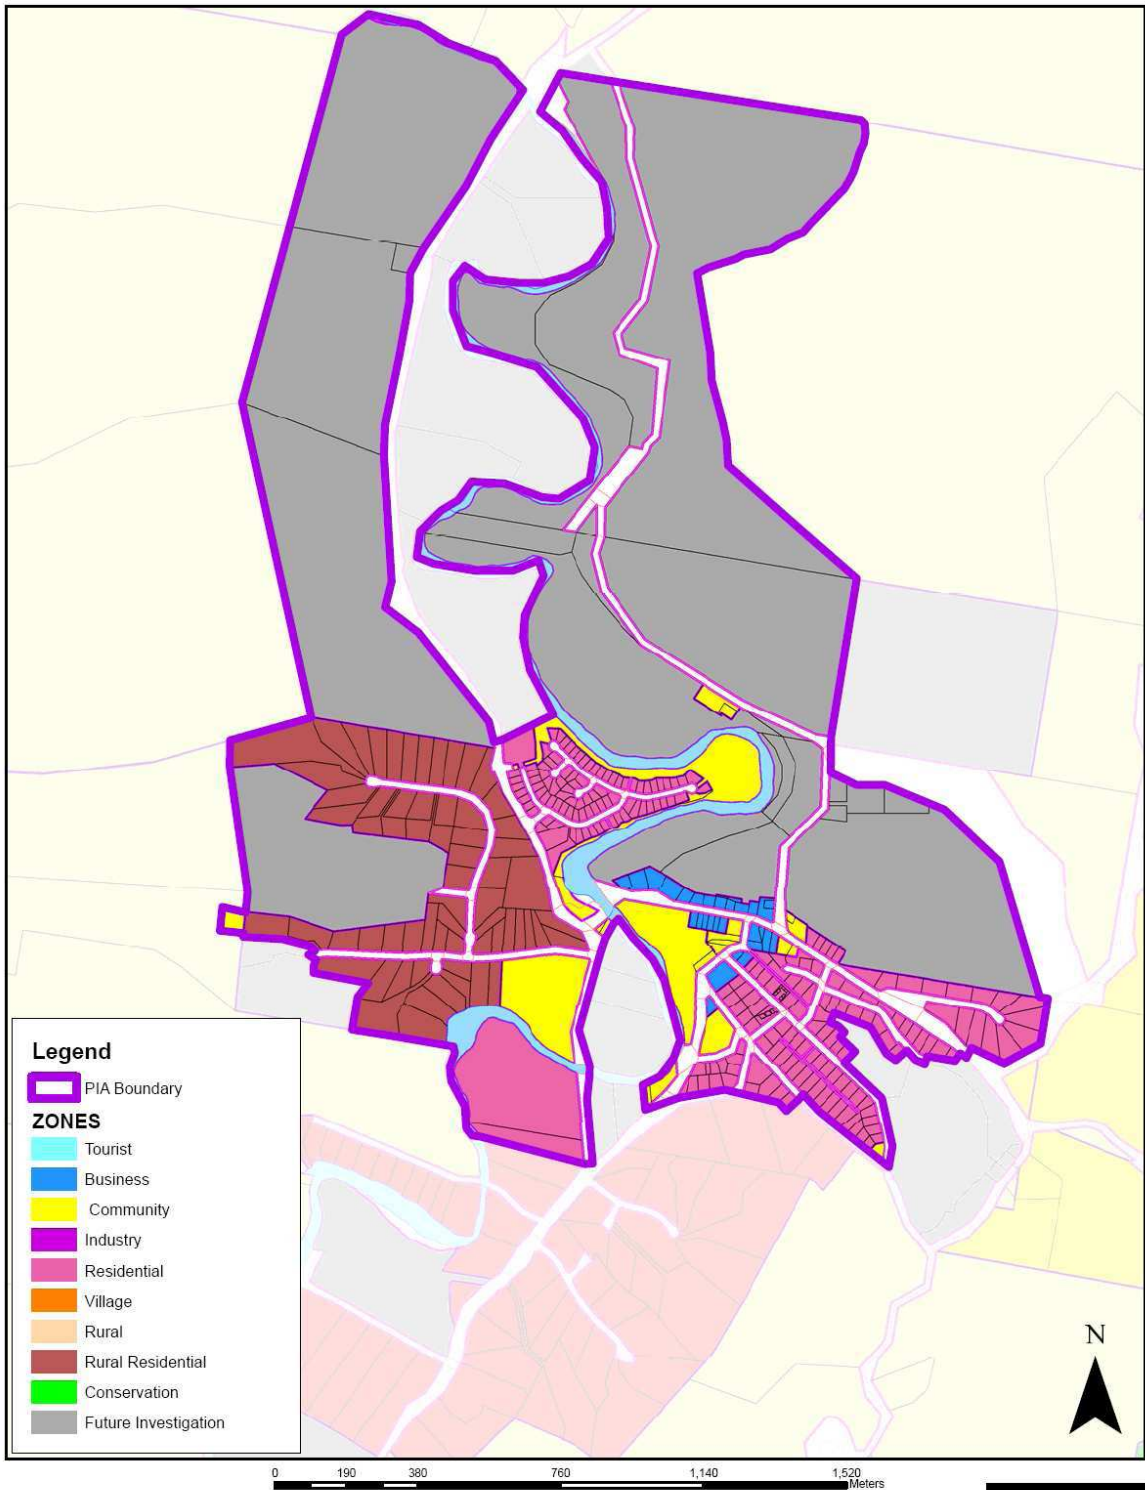 Legend
PIA Boundary
ZONES
Tourist
Business
Community
Industry
Residential
Village
Rural
Rural Residential
Conservation
Future Investigation
N
0 190 380 760 1,140 1,520
Meters